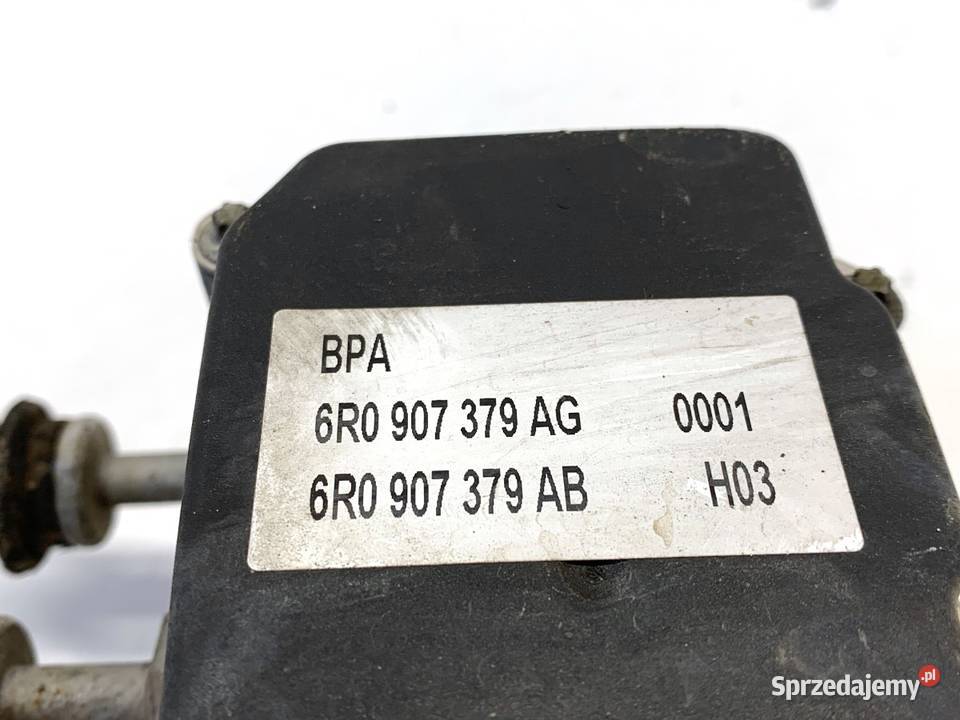 BPA
6R0 907 379 AG 0001
6R0 907 379 AB H03
Sprzedajemy.pl